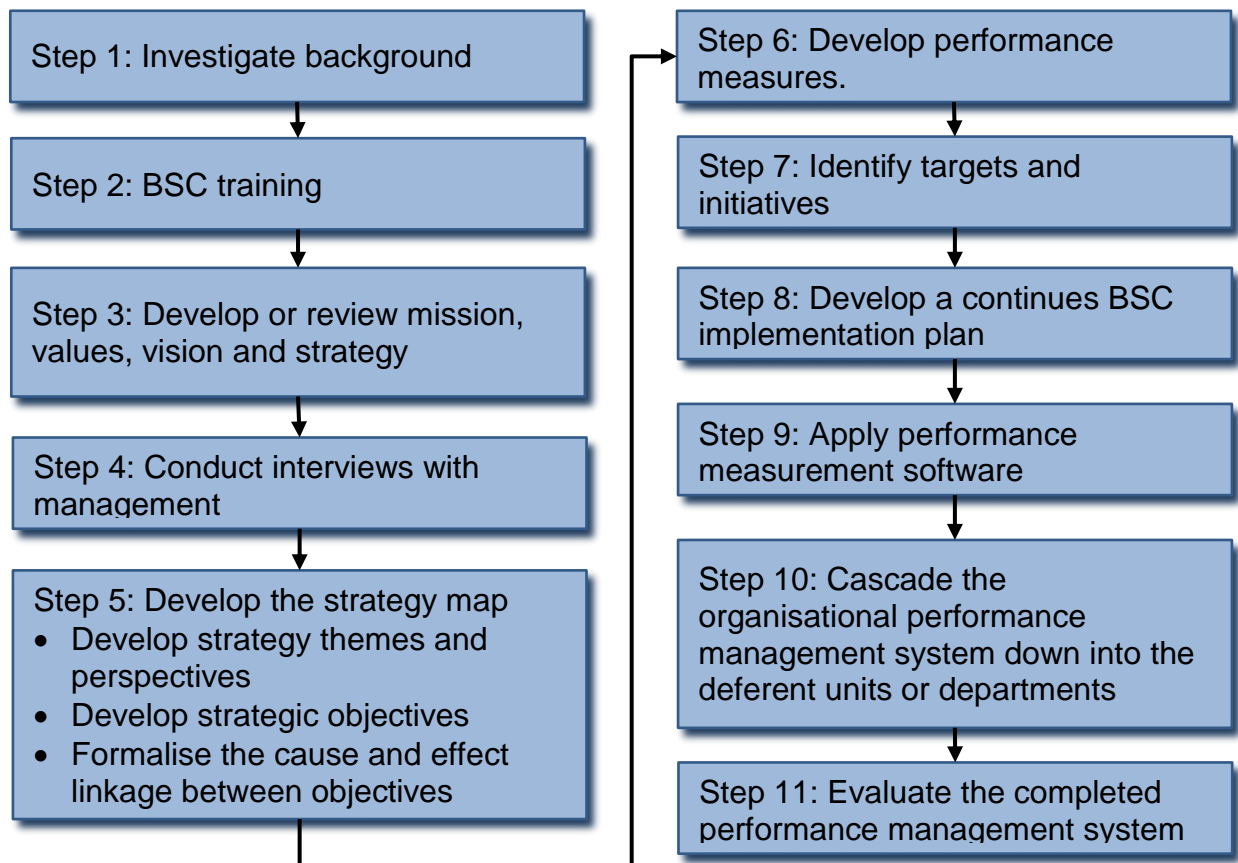 Step 1: Investigate background
Step 2: BSC training
Step 3: Develop or review mission,
values, vision and strategy
Step 4: Conduct interviews with
management
Step 5: Develop the strategy map
• Develop strategy themes and
perspectives
• Develop strategic objectives
• Formalise the cause and effect
linkage between objectives
Step 6: Develop performance
measures.
Step 7: Identify targets and
initiatives
Step 8: Develop a continues BSC
implementation plan
Step 9: Apply performance
measurement software
Step 10: Cascade the
organisational performance
management system down into the
deferent units or departments
Step 11: Evaluate the completed
performance management system